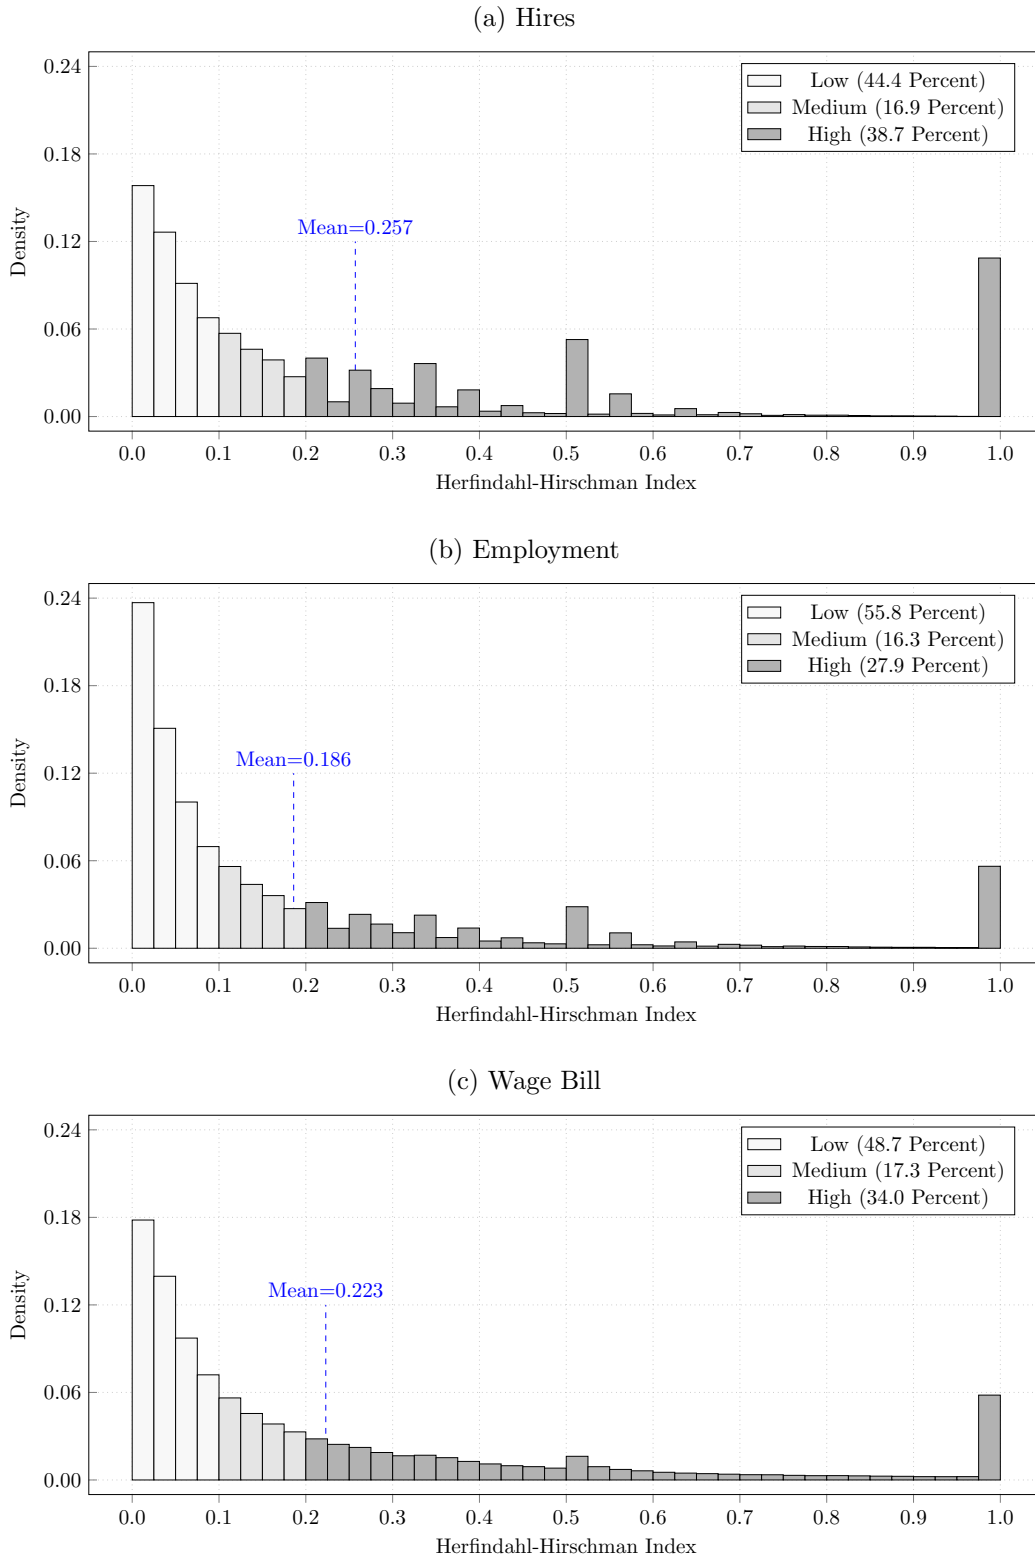 (a) Hires
0.24
0.18
0.12
0.06
0.00
Density
Low (44.4 Percent)
Medium (16.9 Percent)
High (38.7 Percent)
Mean=0.257
0.0 0.1 0.2 0.3 0.4 0.5 0.6 0.7 0.8 0.9 1.0
Herfindahl-Hirschman Index
(b) Employment
0.24
0.18
0.12
0.06
0.00
Density
Low (55.8 Percent)
Medium (16.3 Percent)
High (27.9 Percent)
Mean=0.186
0.0 0.1 0.2 0.3 0.4 0.5 0.6 0.7 0.8 0.9 1.0
Herfindahl-Hirschman Index
(c) Wage Bill
0.24
0.18
0.12
0.06
0.00
Density
Low (48.7 Percent)
Medium (17.3 Percent)
High (34.0 Percent)
Mean=0.223
0.0 0.1 0.2 0.3 0.4 0.5 0.6 0.7 0.8 0.9 1.0
Herfindahl-Hirschman Index